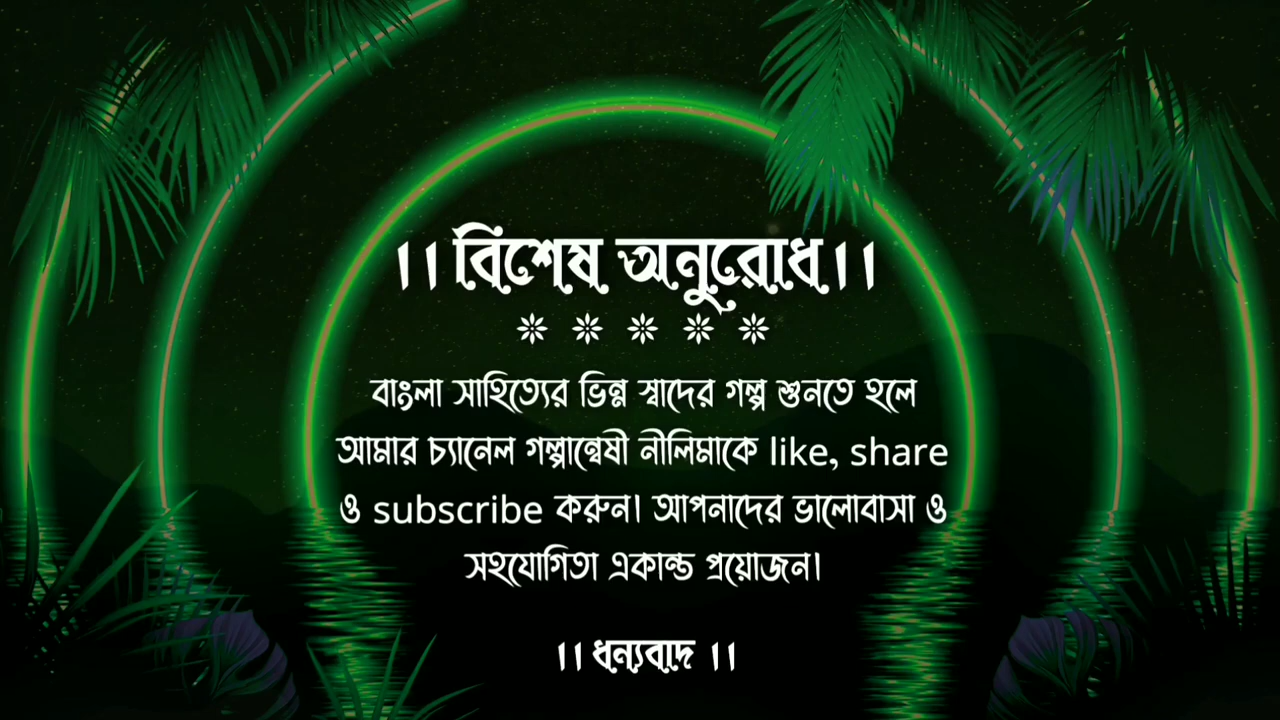 ।। বিশেষ অনুরোধ।।
বাংলা সাহিত্যের ভিন্ন স্বাদের গল্প শুনতে হলে
আমার চ্যানেল গল্পান্বেষী নীলিমাকে like, share
ও subscribe করুন। আপনাদের ভালোবাসা ও
সহযোগিতা একান্ত প্রয়োজন।
।। ধন্যবাদ ।।